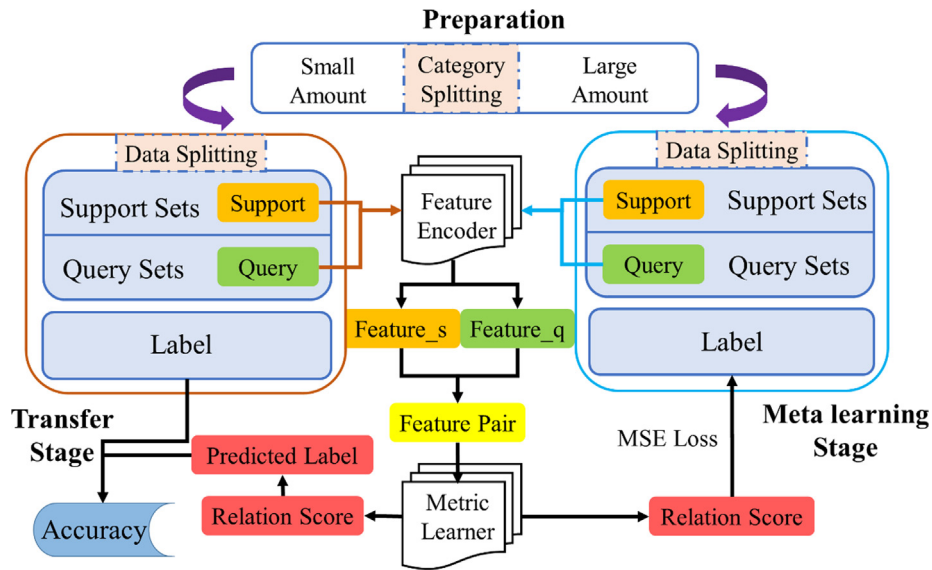 Preparation
Small
Amount
Category
Splitting
Large
Amount
Data Splitting
Support Sets
Support
Query Sets
Query
Label
Feature
Encoder
Data Splitting
Support
Support Sets
Query
Query Sets
Label
Feature_s
Feature_q
Feature Pair
Transfer
Stage
Predicted Label
Relation Score
Accuracy
Metric
Learner
MSE Loss
Relation Score
Meta learning
Stage